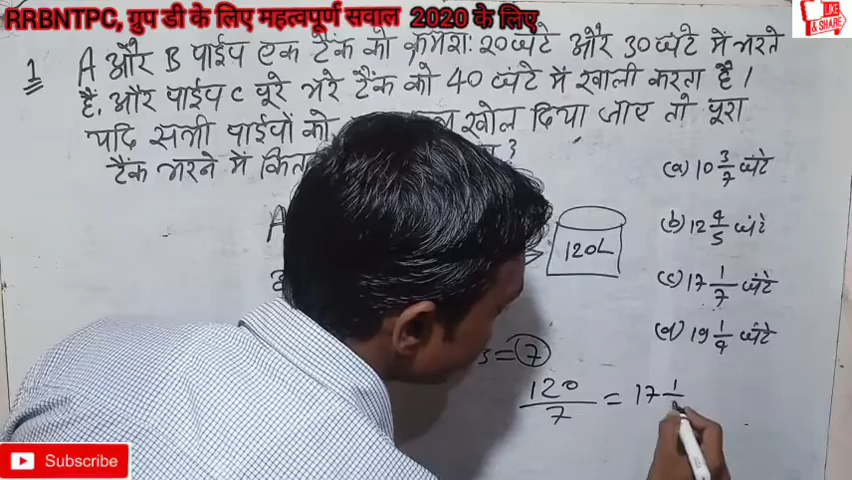 RRBNTPC, ग्रुप डी के लिए महत्वपूर्ण सवाल 2020 के लिए
LIKE & SHARE
1 A और B पाईप एक टैंक को क्रमशः 20 घंटे और 30 घंटे में भरते
हैं, और पाईप C पूरे भरे टैंक को 40 घंटे में खाली करता है।
यदि सभी पाईपों को खोल दिया जाए तो पूरा
टैंक भरने में ?
(a) 10 3/7 घंटे
(b) 12 4/5 घंटे
(c) 17 1/7 घंटे
(d) 19 1/9 घंटे
A
120L
3 = 7
120/7 = 17 1/
Subscribe